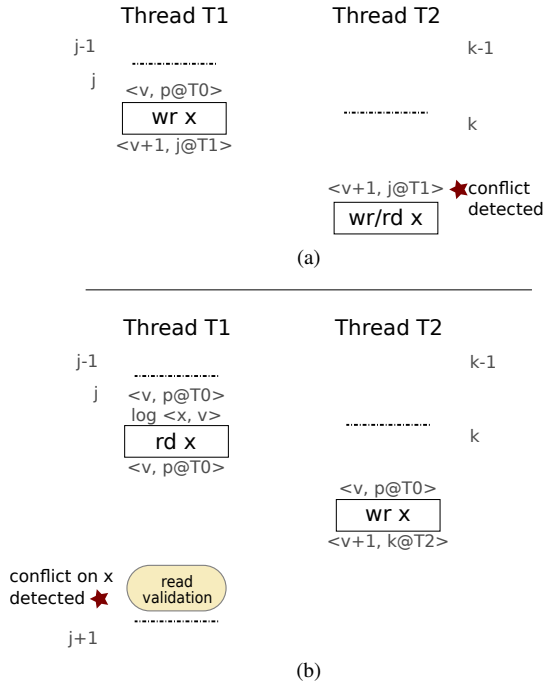 Thread T1 Thread T2
j-1 k-1
j
<v, p@T0>
wr x
k
<v+1, j@T1>
<v+1, j@T1> conflict
detected
wr/rd x
(a)
Thread T1 Thread T2
j-1 k-1
j <v, p@T0>
log <x, v>
rd x k
<v, p@T0>
<v, p@T0>
wr x
<v+1, k@T2>
conflict on x
detected
read
validation
j+1
(b)